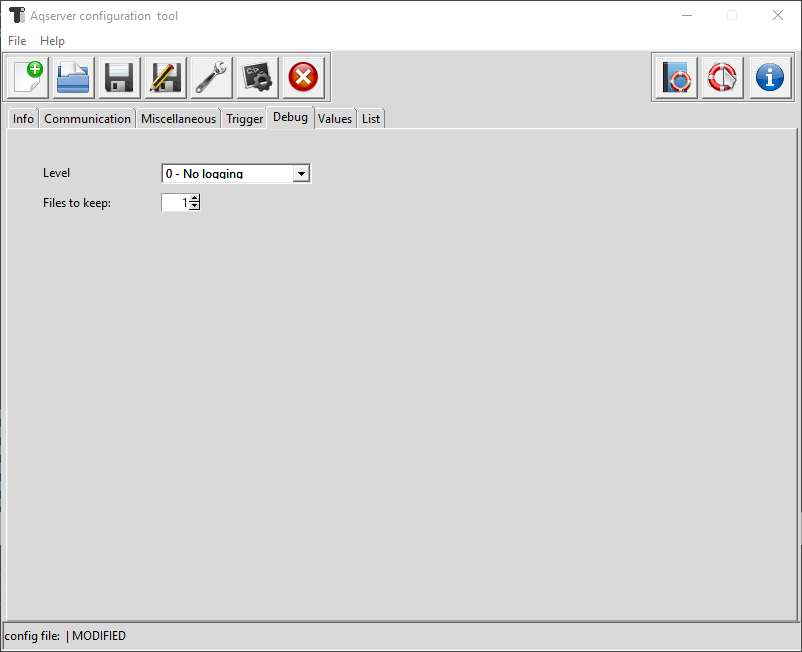 Aqserver configuration  tool
File Help
Info Communication Miscellaneous Trigger Debug Values List
Level 0 - No logging
Files to keep: 1
config file:  | MODIFIED